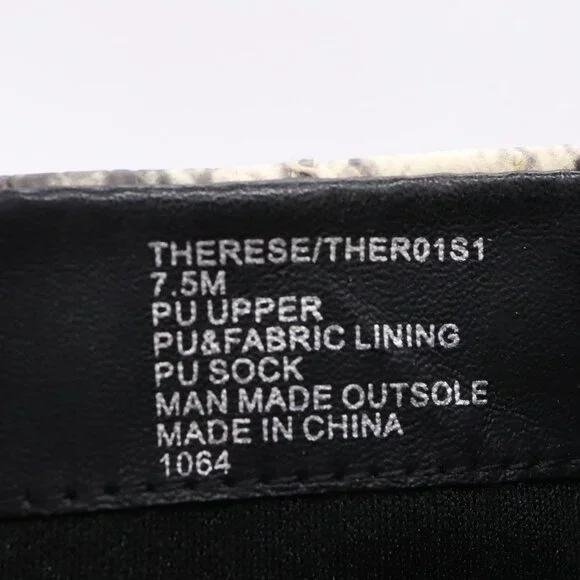 THERESE/THER01S1
7.5M
PU UPPER
PU&FABRIC LINING
PU SOCK
MAN MADE OUTSOLE
MADE IN CHINA
1064